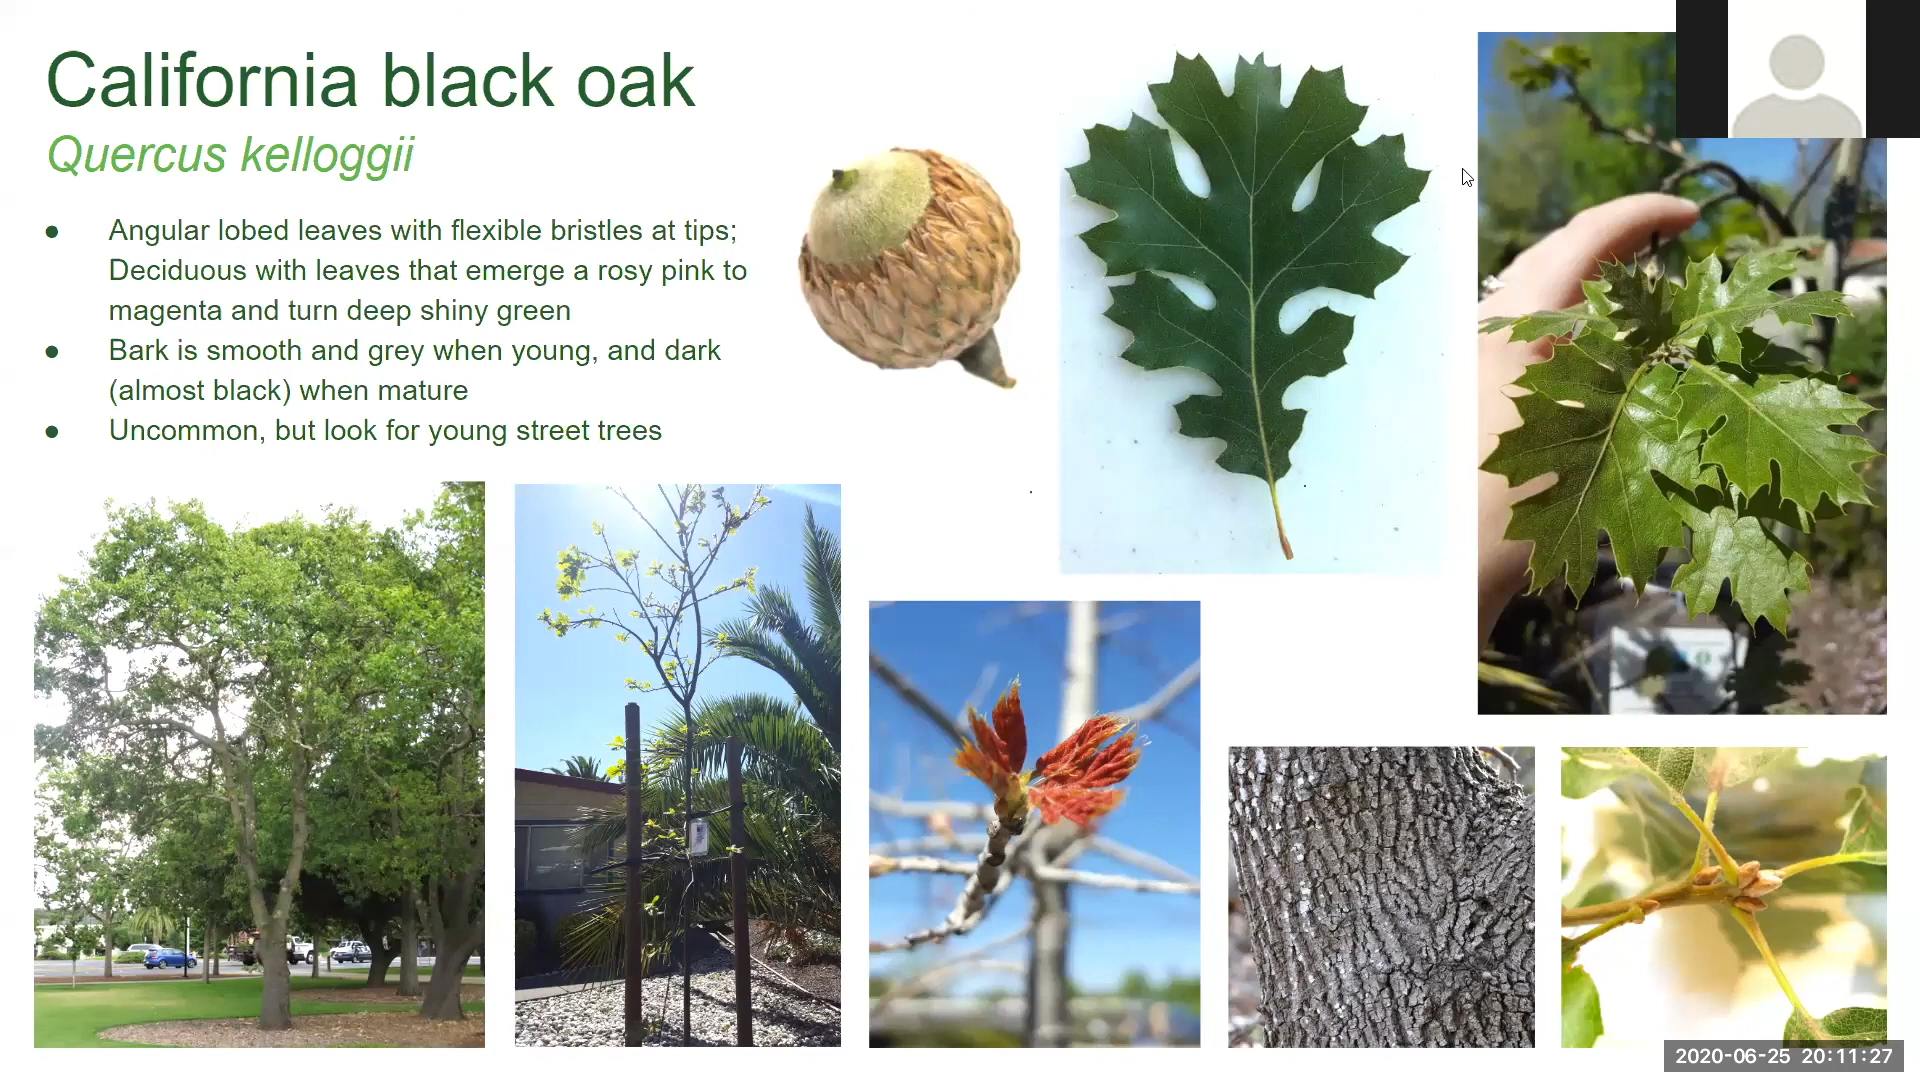 California black oak
Quercus kelloggii
● Angular lobed leaves with flexible bristles at tips;
Deciduous with leaves that emerge a rosy pink to
magenta and turn deep shiny green
● Bark is smooth and grey when young, and dark
(almost black) when mature
● Uncommon, but look for young street trees
2020-06-25 20:11:27